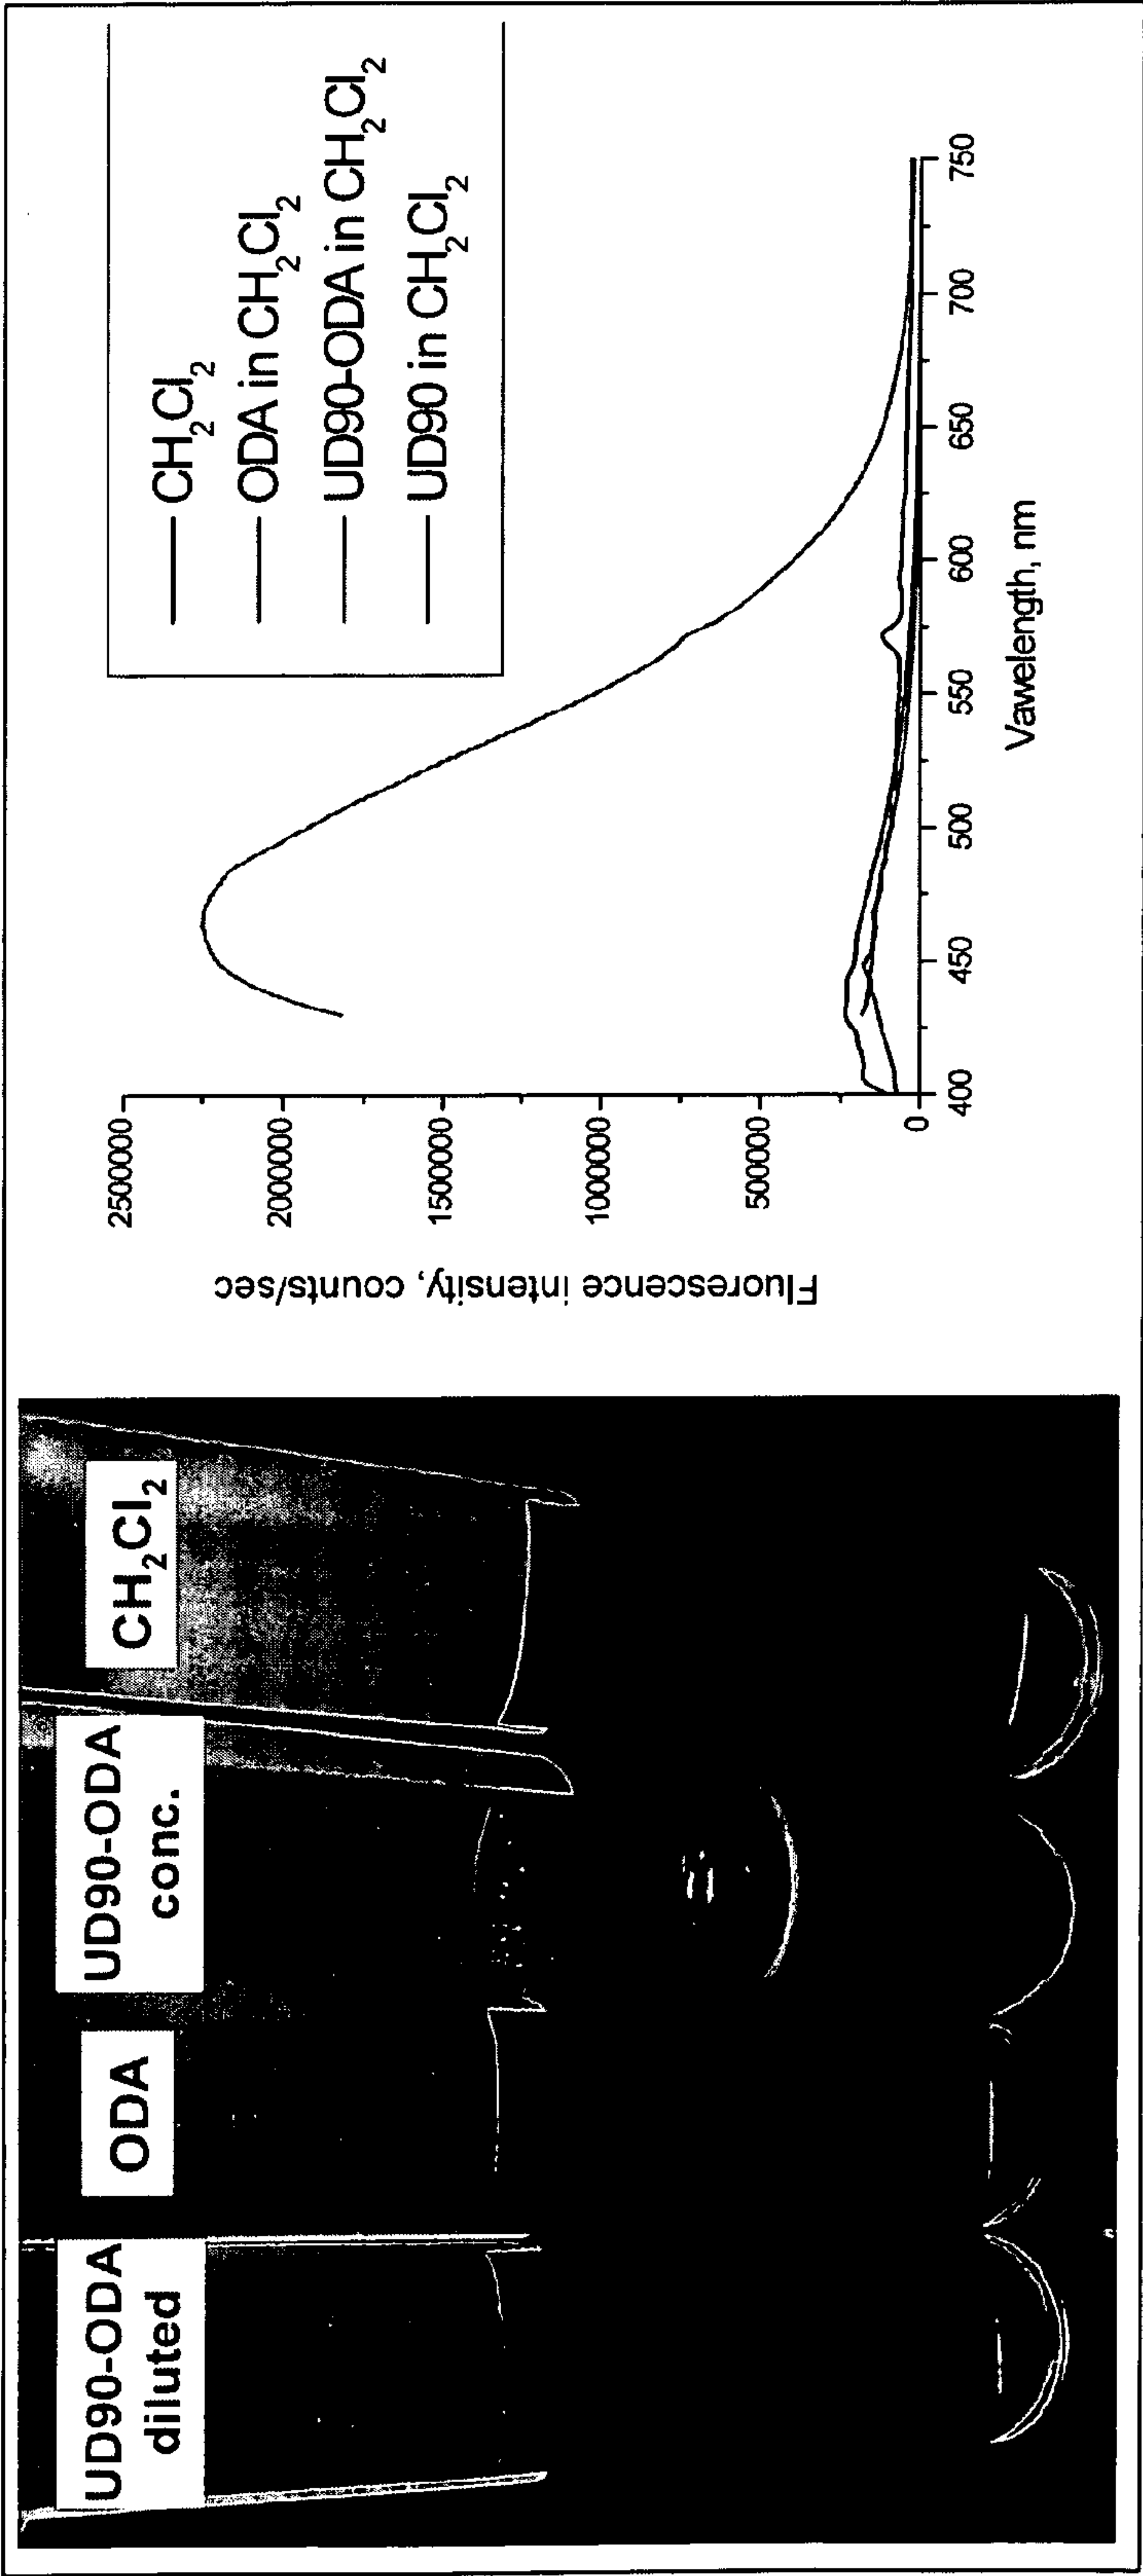 UD90-ODA
diluted
ODA
UD90-ODA
conc.
CH2Cl2
Fluorescence intensity, counts/sec
2500000
2000000
1500000
1000000
500000
0
400
450
500
550
600
650
700
750
Vawelength, nm
CH2Cl2
ODA in CH2Cl2
UD90-ODA in CH2Cl2
UD90 in CH2Cl2